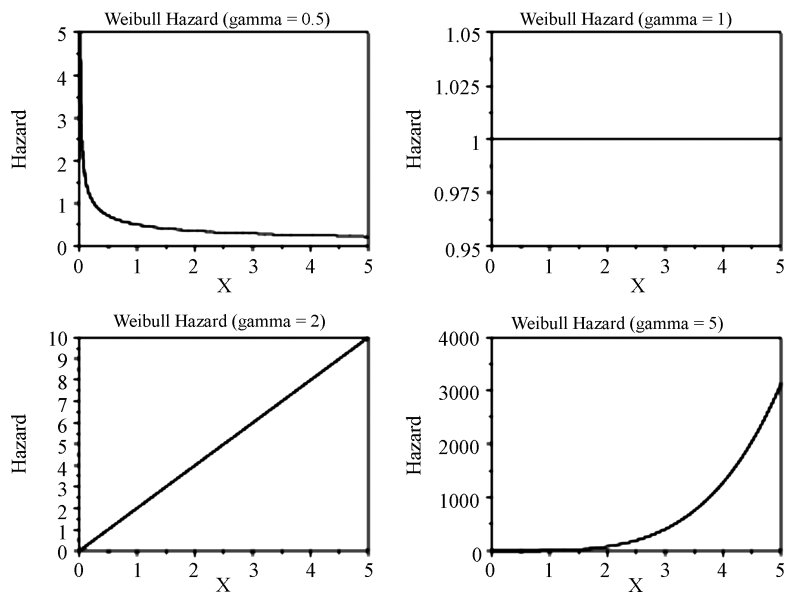 Weibull Hazard (gamma = 0.5)
5
4
3
2
1
0
Hazard
0 1 2 3 4 5
X
Weibull Hazard (gamma = 1)
1.05
1.025
1
0.975
0.95
Hazard
0 1 2 3 4 5
X
Weibull Hazard (gamma = 2)
10
9
8
7
6
5
4
3
2
1
0
Hazard
0 1 2 3 4 5
X
Weibull Hazard (gamma = 5)
4000
3000
2000
1000
0
Hazard
0 1 2 3 4 5
X